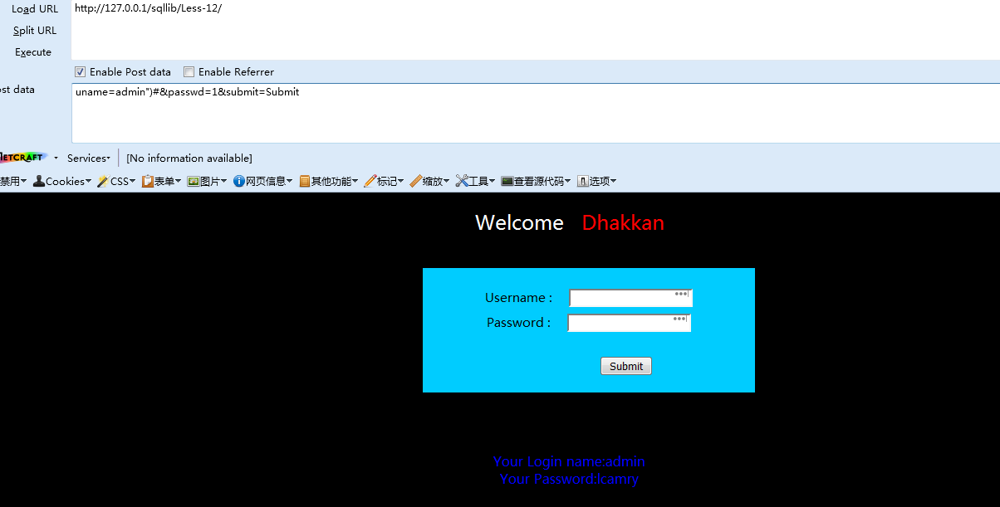 Load URL
http://127.0.0.1/sqllib/Less-12/
Split URL
Execute
Enable Post data Enable Referrer
ost data
uname=admin")#&passwd=1&submit=Submit
NETCRAFT Services [No information available]
禁用 Cookies CSS 表单 图片 网页信息 其他功能 标记 缩放 工具 查看源代码 选项
Welcome Dhakkan
Username :
Password :
Submit
Your Login name:admin
Your Password:lcamry